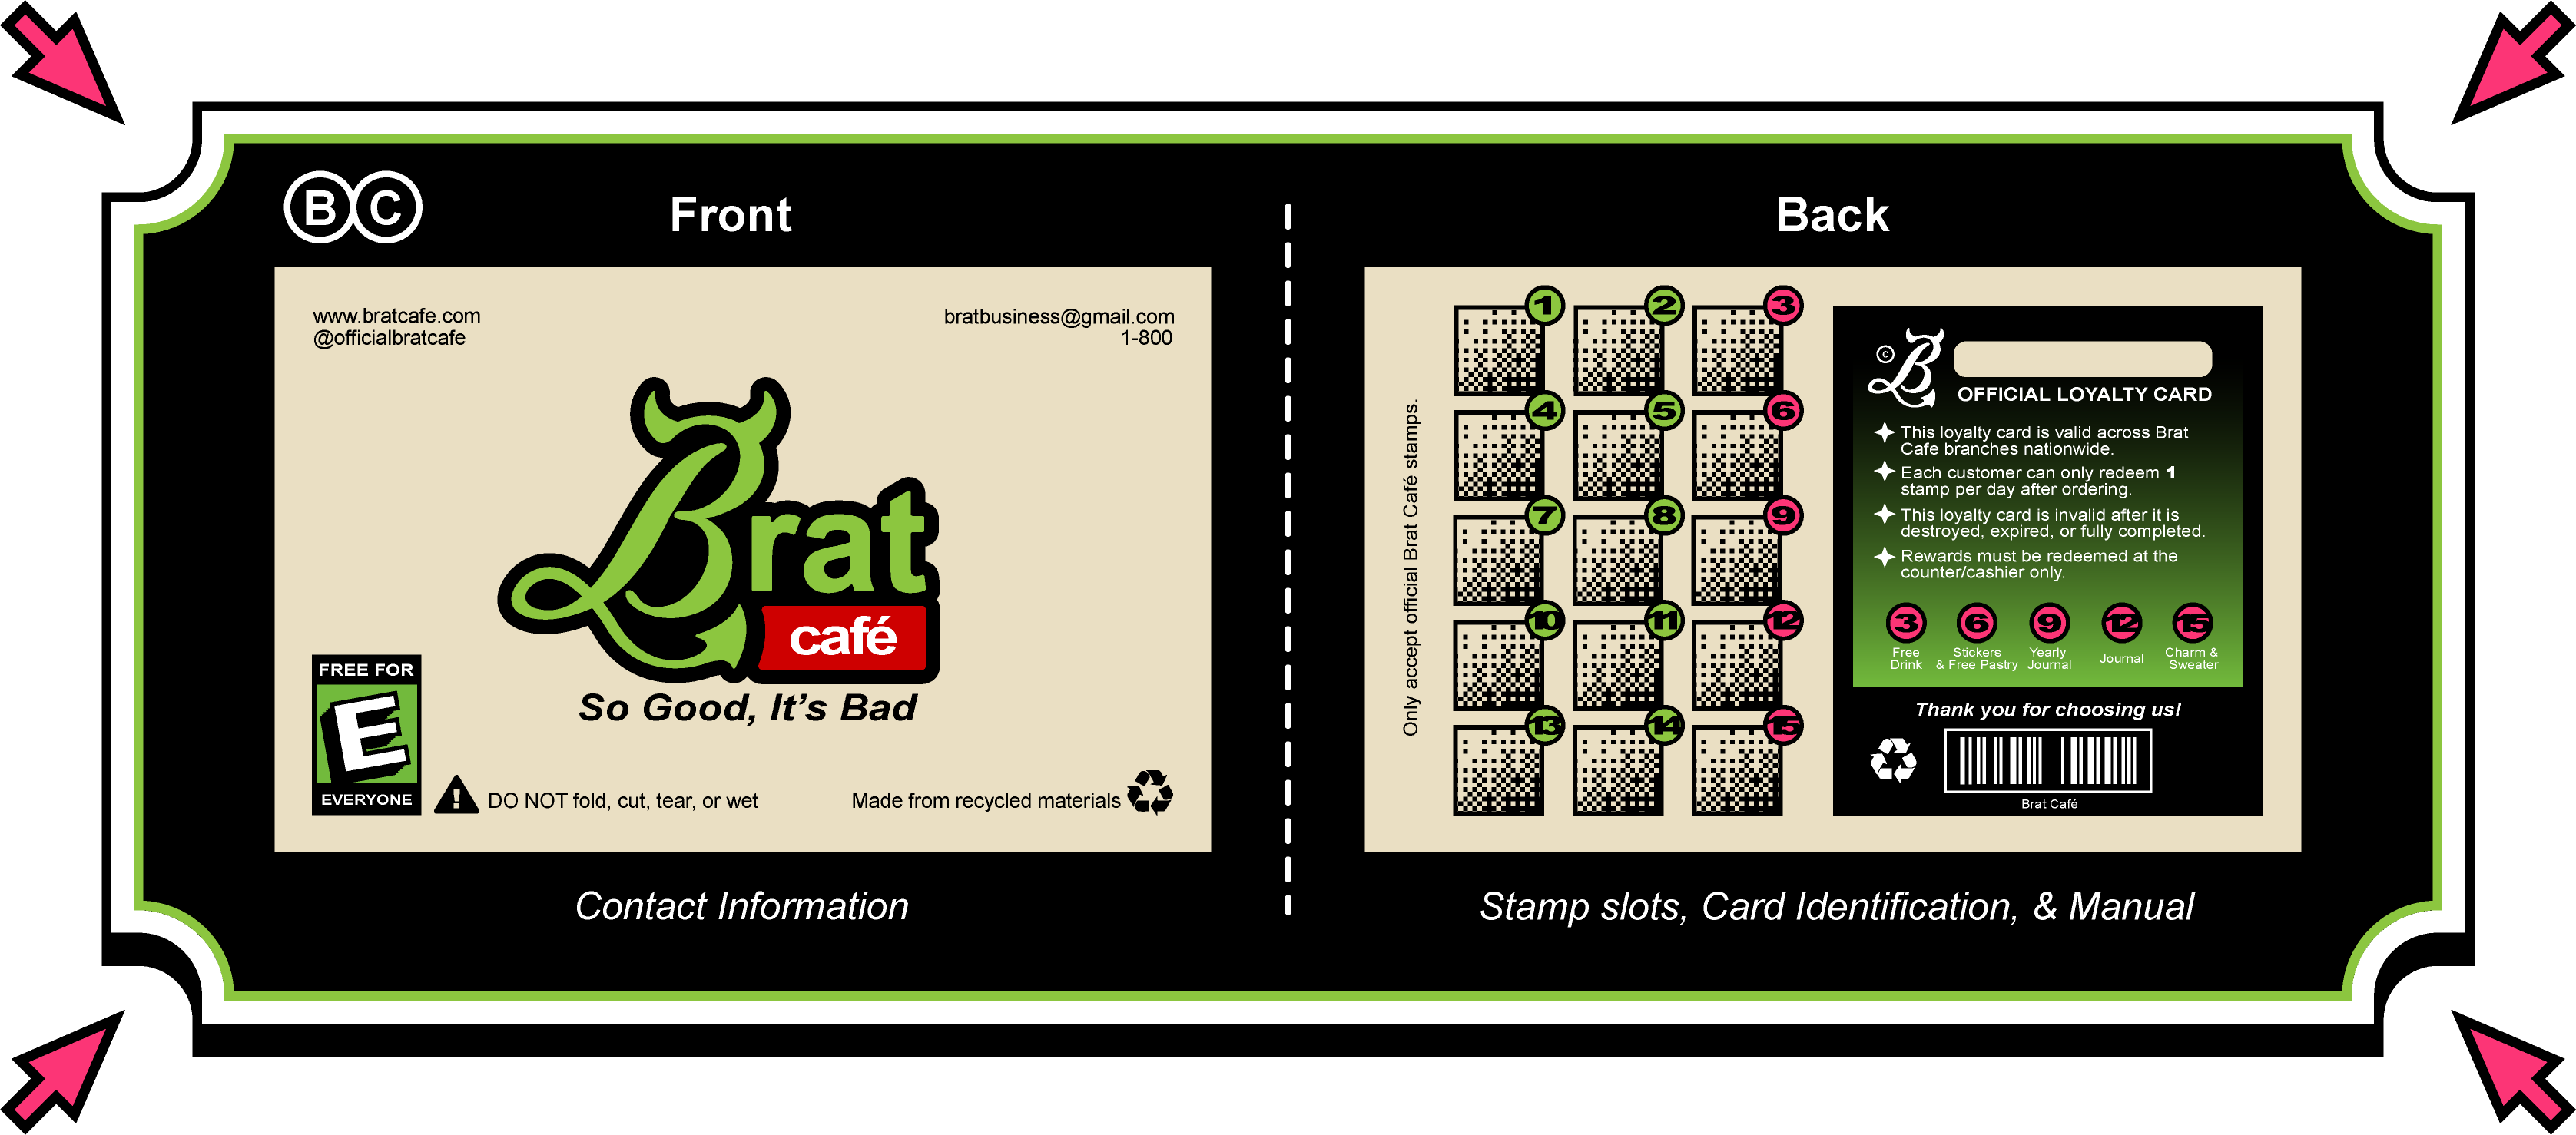 B C
Front
Back
www.bratcafe.com
@officialbratcafe
bratbusiness@gmail.com
1-800
Brat
café
So Good, It's Bad
FREE FOR
E
EVERYONE
! DO NOT fold, cut, tear, or wet
Made from recycled materials
Contact Information
Only accept official Brat Café stamps.
1 2 3
4 5 6
7 8 9
10 11 12
13 14 15
© B
OFFICIAL LOYALTY CARD
This loyalty card is valid across Brat
Cafe branches nationwide.
Each customer can only redeem 1
stamp per day after ordering.
This loyalty card is invalid after it is
destroyed, expired, or fully completed.
Rewards must be redeemed at the
counter/cashier only.
3 6 9 12 15
Free
Drink
Stickers
& Free Pastry
Yearly
Journal
Journal
Charm &
Sweater
Thank you for choosing us!
Brat Café
Stamp slots, Card Identification, & Manual